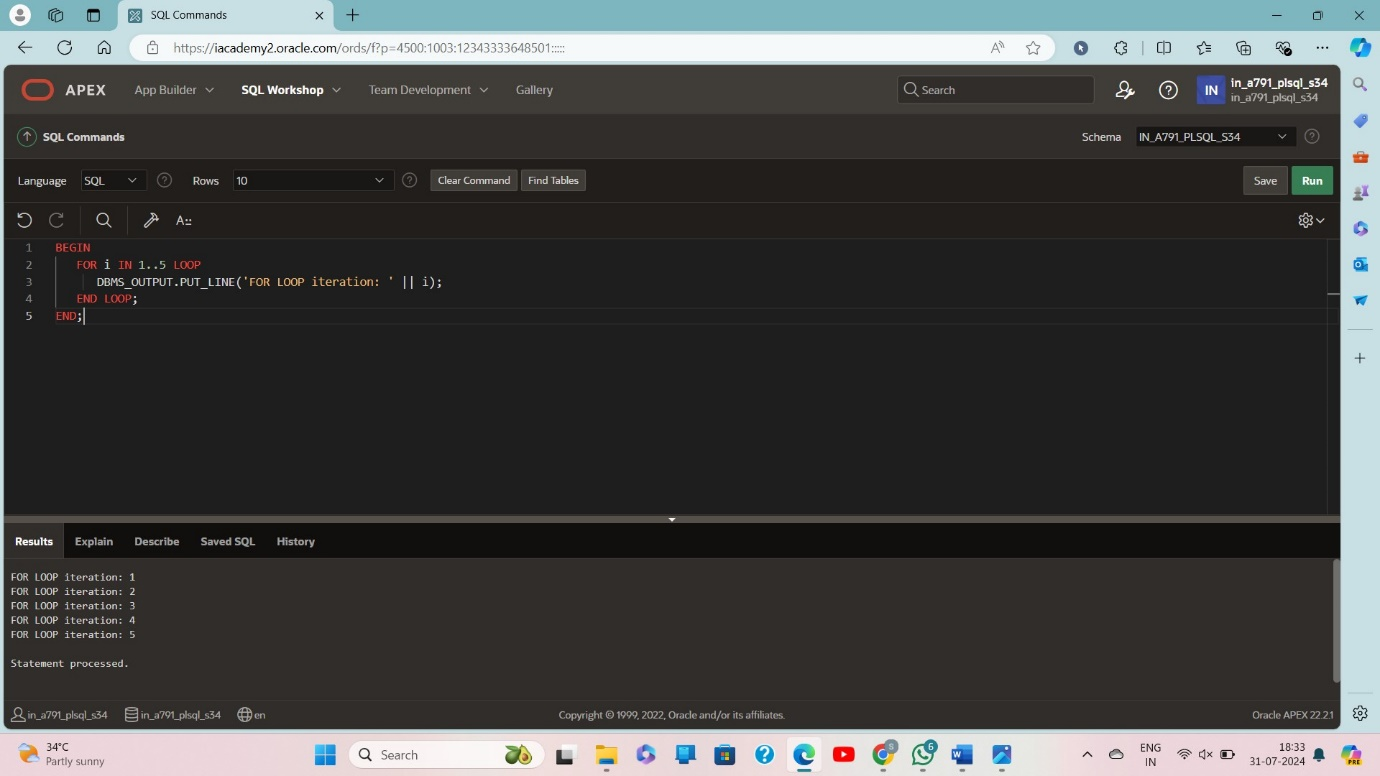 SQL Commands
https://iacademy2.oracle.com/ords/f?p=4500:1003:12343333648501:::::
APEX App Builder SQL Workshop Team Development Gallery Search IN in_a791_plsql_s34
in_a791_plsql_s34
SQL Commands Schema IN_A791_PLSQL_S34
Language SQL Rows 10 Clear Command Find Tables Save Run
A::
1 BEGIN
2 FOR i IN 1..5 LOOP
3 DBMS_OUTPUT.PUT_LINE('FOR LOOP iteration: ' || i);
4 END LOOP;
5 END;
Results Explain Describe Saved SQL History
FOR LOOP iteration: 1
FOR LOOP iteration: 2
FOR LOOP iteration: 3
FOR LOOP iteration: 4
FOR LOOP iteration: 5
Statement processed.
in_a791_plsql_s34 in_a791_plsql_s34 en Copyright © 1999, 2022, Oracle and/or its affiliates. Oracle APEX 22.2.1
34°C
Partly sunny
Search
S
6
ENG
IN
18:33
31-07-2024
PRE